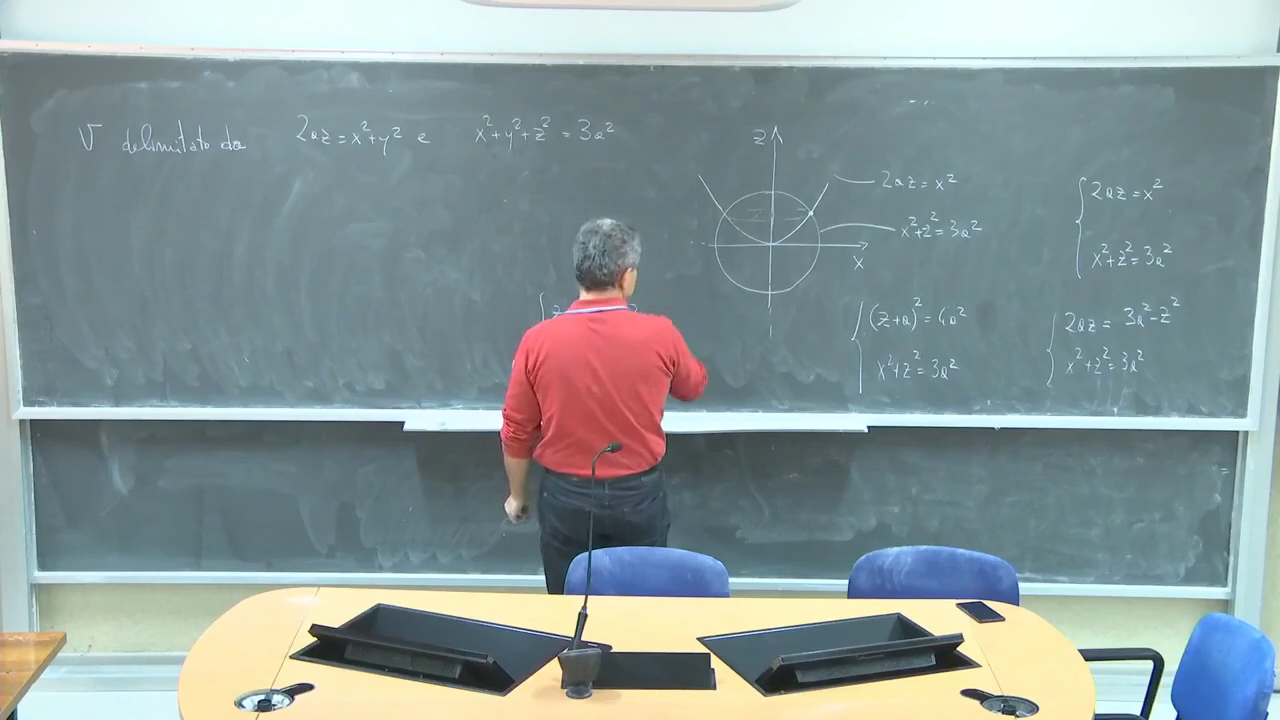 V delimitato da 2az = x²+y² e x²+y²+z² = 3a²
z
2az = x²
x²+z² = 3a²
x
2az = x²
x²+z² = 3a²
(z+a)² = 4a²
x²+z² = 3a²
2az = 3a²-z²
x²+z² = 3a²